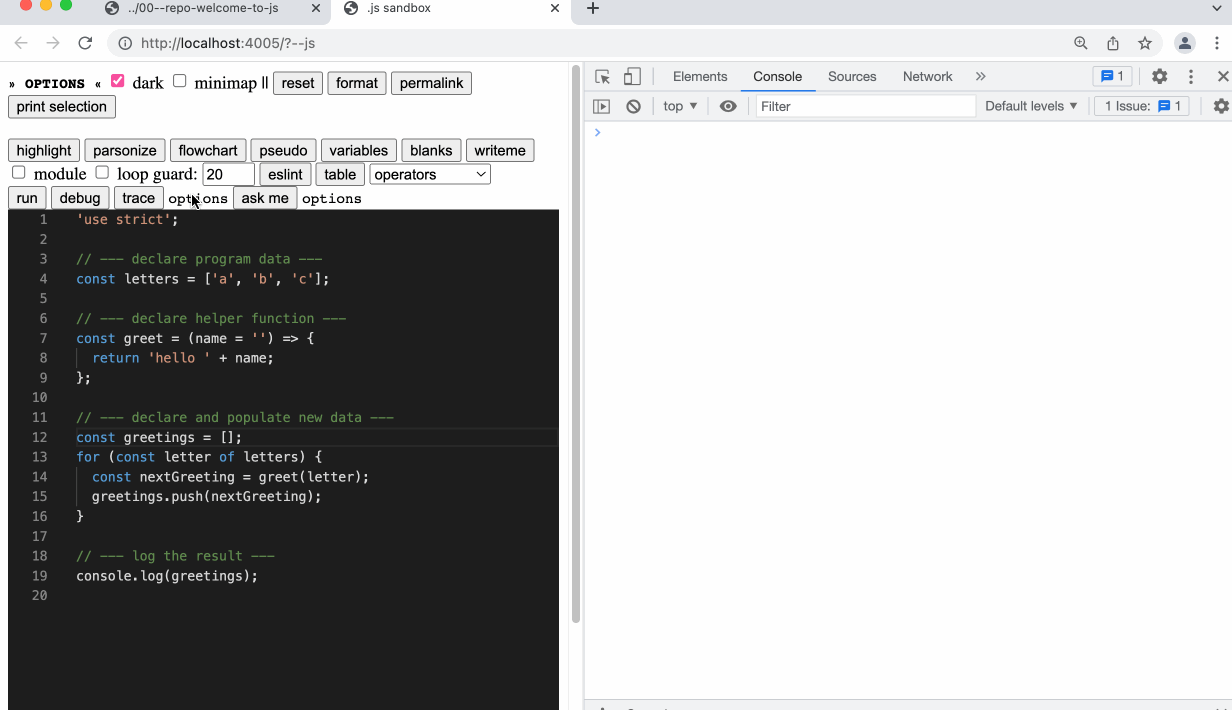 ../00--repo-welcome-to-js
.js sandbox
http://localhost:4005/?--js
» OPTIONS « dark minimap || reset format permalink
print selection
highlight parsonize flowchart pseudo variables blanks writeme
module loop guard: 20 eslint table operators
run debug trace options ask me options
1 'use strict';
2
3 // --- declare program data ---
4 const letters = ['a', 'b', 'c'];
5
6 // --- declare helper function ---
7 const greet = (name = '') => {
8 return 'hello ' + name;
9 };
10
11 // --- declare and populate new data ---
12 const greetings = [];
13 for (const letter of letters) {
14 const nextGreeting = greet(letter);
15 greetings.push(nextGreeting);
16 }
17
18 // --- log the result ---
19 console.log(greetings);
20
Elements Console Sources Network » 1
top Filter Default levels 1 Issue: 1